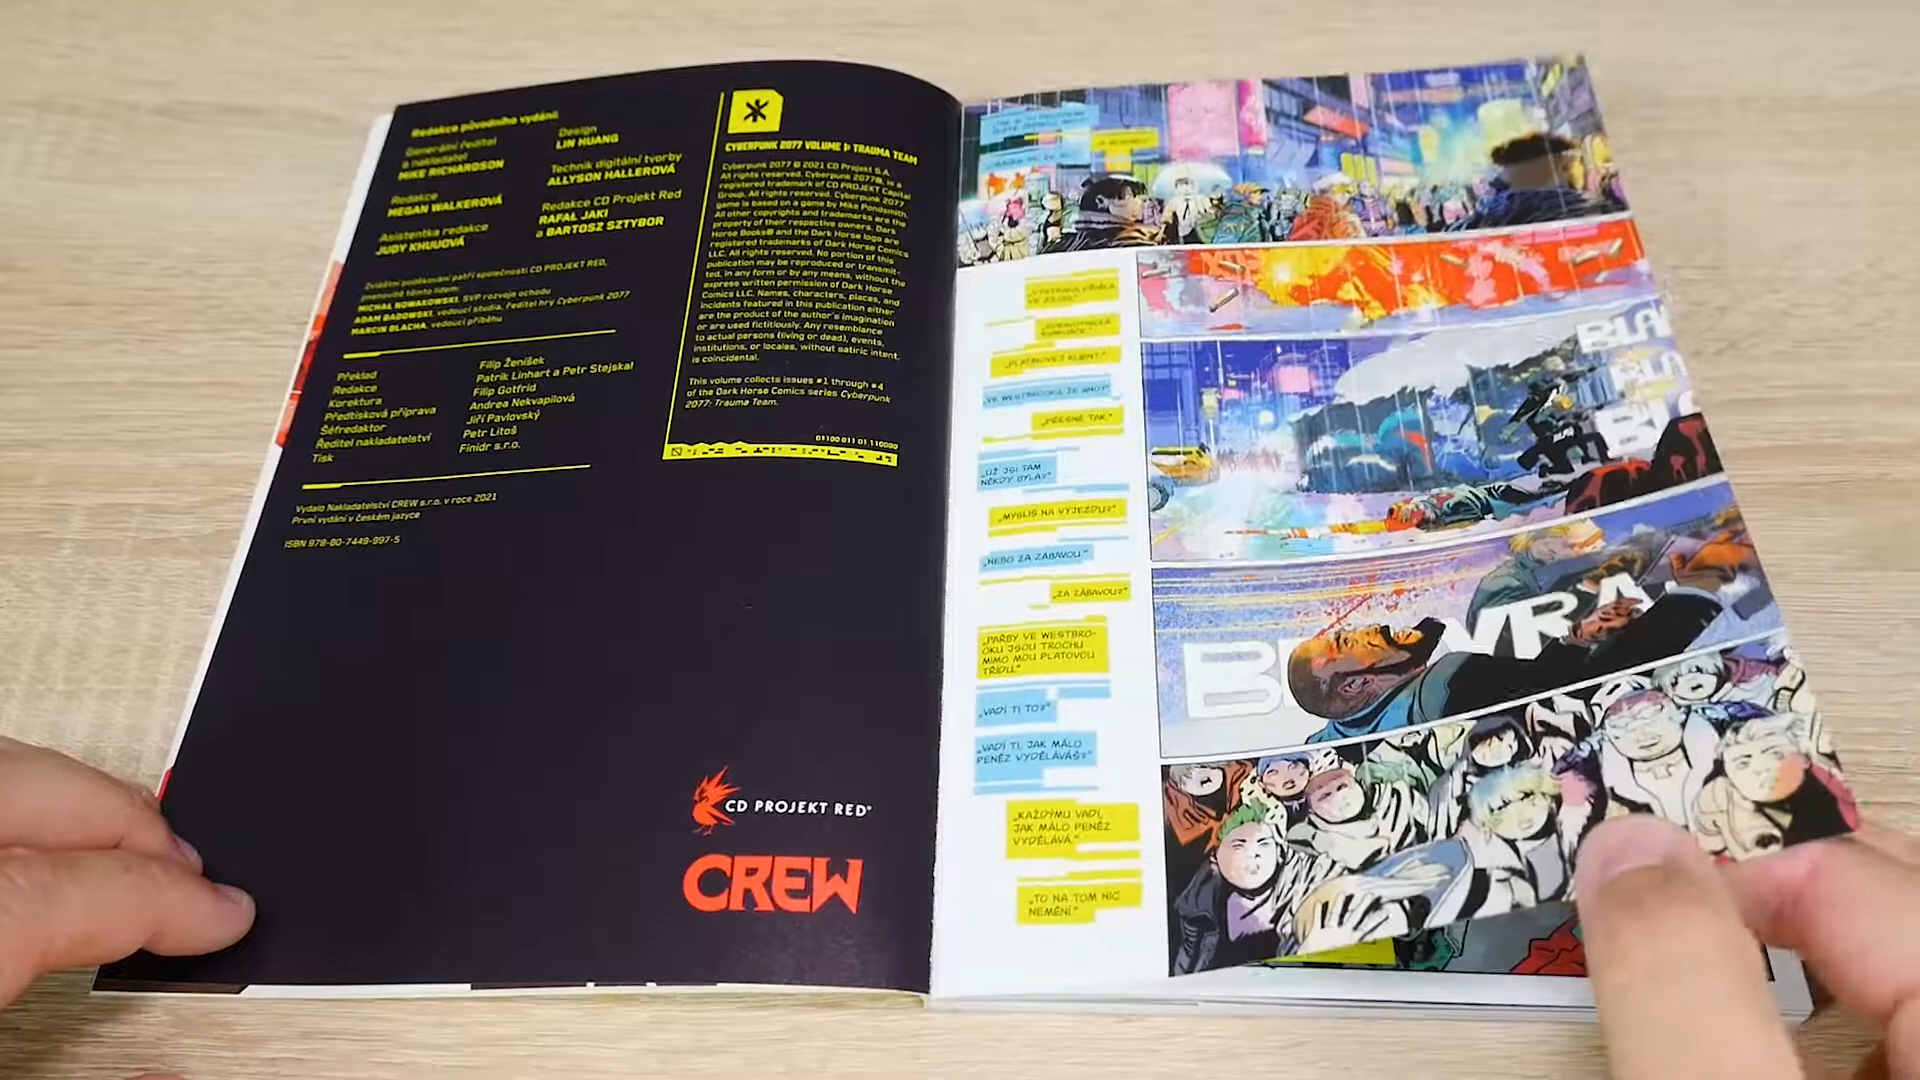 Redakce původního vydání:
Generální ředitel
a nakladatel
MIKE RICHARDSON
Redakce
MEGAN WALKEROVÁ
Asistentka redakce
JUDY KHUUOVÁ
Design
LIN HUANG
Technik digitální tvorby
ALLYSON HALLEROVÁ
Redakce CD Projekt Red
RAFAŁ JAKI
a BARTOSZ SZTYBOR
Zvláštní poděkování patří společnosti CD PROJEKT RED,
jmenovitě těmto lidem:
MICHAŁ NOWAKOWSKI, SVP rozvoje obchodu
ADAM BADOWSKI, vedoucí studia, ředitel hry Cyberpunk 2077
MARCIN BLACHA, vedoucí příběhu
Překlad Filip Ženíšek
Redakce Patrik Linhart a Petr Stejskal
Korektura Filip Gotfrid
Předtisková příprava Andrea Nekvapilová
Šéfredaktor Jiří Pavlovský
Ředitel nakladatelství Petr Litoš
Tisk Finidr s.r.o.
Vydalo Nakladatelství CREW s.r.o. v roce 2021
První vydání v českém jazyce
ISBN 978-80-7449-997-5
CYBERPUNK 2077 VOLUME 1: TRAUMA TEAM
Cyberpunk 2077 © 2021 CD Projekt S.A.
All rights reserved. Cyberpunk 2077®, is a
registered trademark of CD PROJEKT Capital
Group. All rights reserved. Cyberpunk 2077
game is based on a game by Mike Pondsmith.
All other copyrights and trademarks are the
property of their respective owners. Dark
Horse Books® and the Dark Horse logo are
registered trademarks of Dark Horse Comics
LLC. All rights reserved. No portion of this
publication may be reproduced or transmit-
ted, in any form or by any means, without the
express written permission of Dark Horse
Comics LLC. Names, characters, places, and
incidents featured in this publication either
are the product of the author's imagination
or are used fictitiously. Any resemblance
to actual persons (living or dead), events,
institutions, or locales, without satiric intent,
is coincidental.
This volume collects issues #1 through #4
of the Dark Horse Comics series Cyberpunk
2077: Trauma Team.
01100 011 01 110000
CD PROJEKT RED®
CREW
„PLATINOVEJ KLIENT."
„VE WESTBROOKU, ŽE ANO?"
„PŘESNĚ TAK."
„UŽ JSI TAM
NĚKDY BYLA?"
„MYSLÍŠ NA VÝJEZDU?"
„NEBO ZA ZÁBAVOU."
„ZA ZÁBAVOU?"
„PAŘBY VE WESTBRO-
OKU JSOU TROCHU
MIMO MOU PLATOVOU
TŘÍDU."
„VADÍ TI TO?"
„VADÍ TI, JAK MÁLO
PENĚZ VYDĚLÁVÁŠ?"
„KAŽDÝMU VADÍ,
JAK MÁLO PENĚZ
VYDĚLÁVÁ."
„TO NA TOM NIC
NEMĚNÍ."